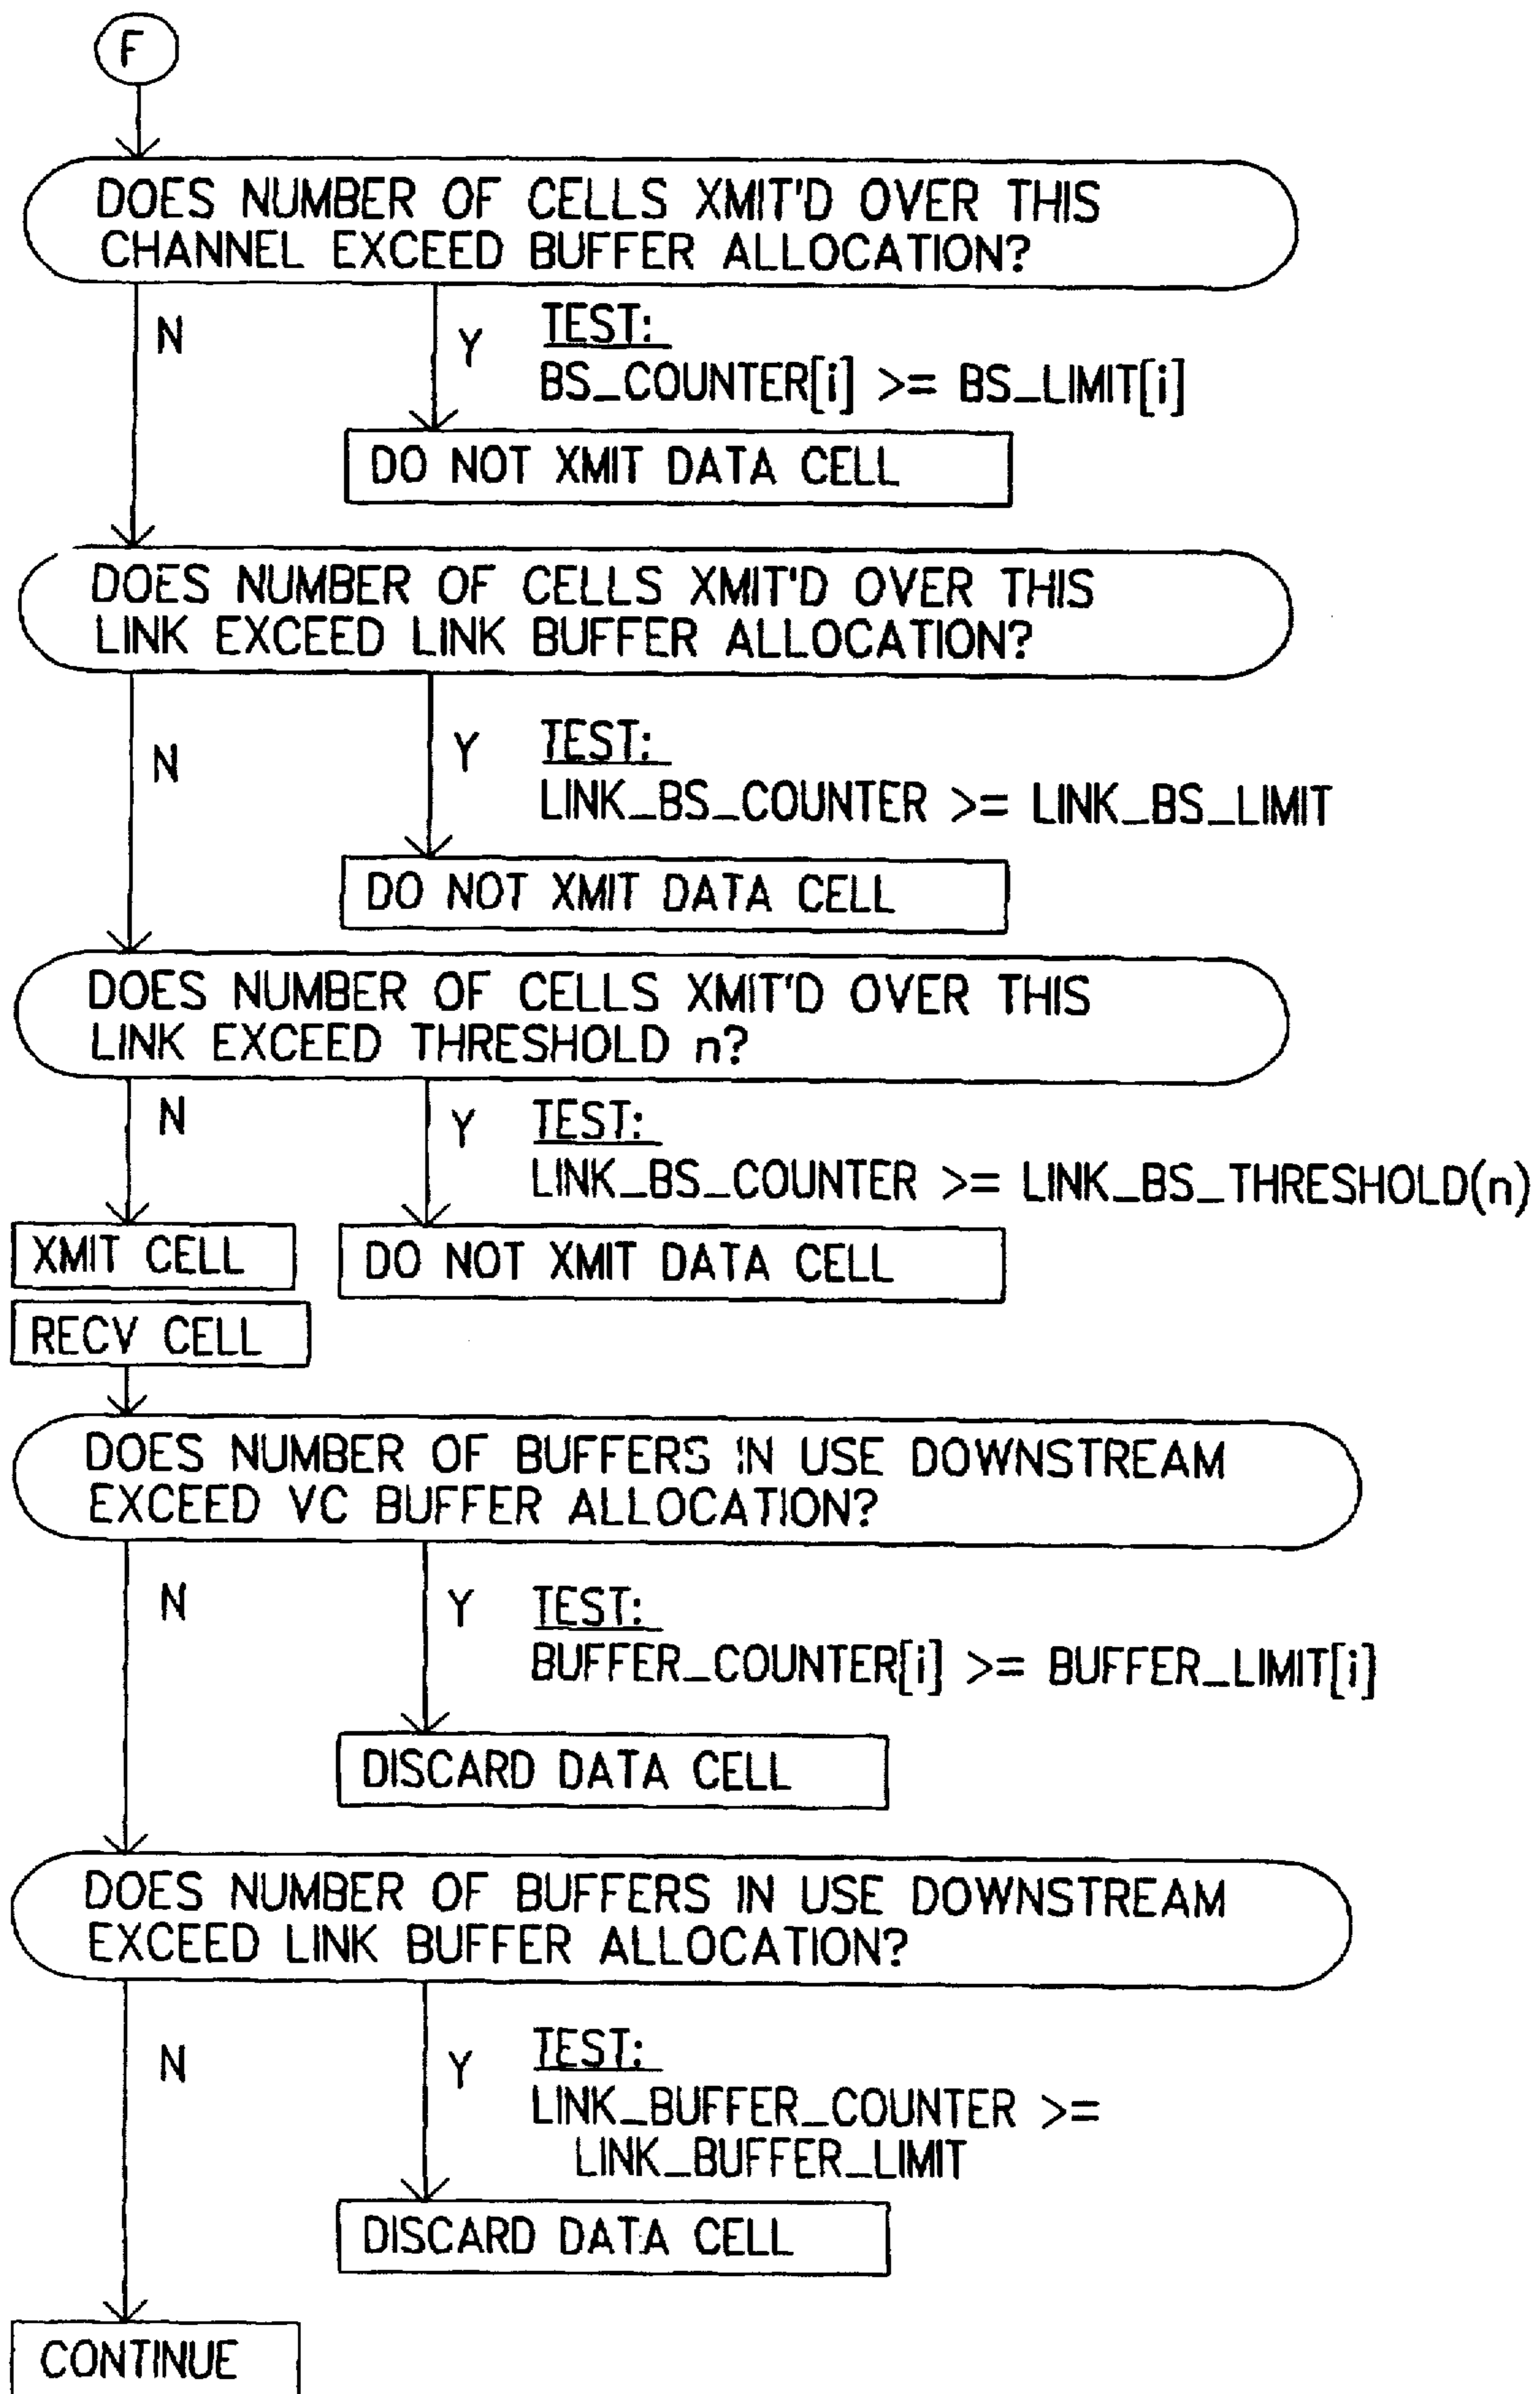 F
DOES NUMBER OF CELLS XMIT'D OVER THIS
CHANNEL EXCEED BUFFER ALLOCATION?
N
Y
TEST:
BS_COUNTER[i] >= BS_LIMIT[i]
DO NOT XMIT DATA CELL
DOES NUMBER OF CELLS XMIT'D OVER THIS
LINK EXCEED LINK BUFFER ALLOCATION?
N
Y
TEST:
LINK_BS_COUNTER >= LINK_BS_LIMIT
DO NOT XMIT DATA CELL
DOES NUMBER OF CELLS XMIT'D OVER THIS
LINK EXCEED THRESHOLD n?
N
Y
TEST:
LINK_BS_COUNTER >= LINK_BS_THRESHOLD(n)
XMIT CELL
DO NOT XMIT DATA CELL
RECV CELL
DOES NUMBER OF BUFFERS IN USE DOWNSTREAM
EXCEED VC BUFFER ALLOCATION?
N
Y
TEST:
BUFFER_COUNTER[i] >= BUFFER_LIMIT[i]
DISCARD DATA CELL
DOES NUMBER OF BUFFERS IN USE DOWNSTREAM
EXCEED LINK BUFFER ALLOCATION?
N
Y
TEST:
LINK_BUFFER_COUNTER >=
LINK_BUFFER_LIMIT
DISCARD DATA CELL
CONTINUE